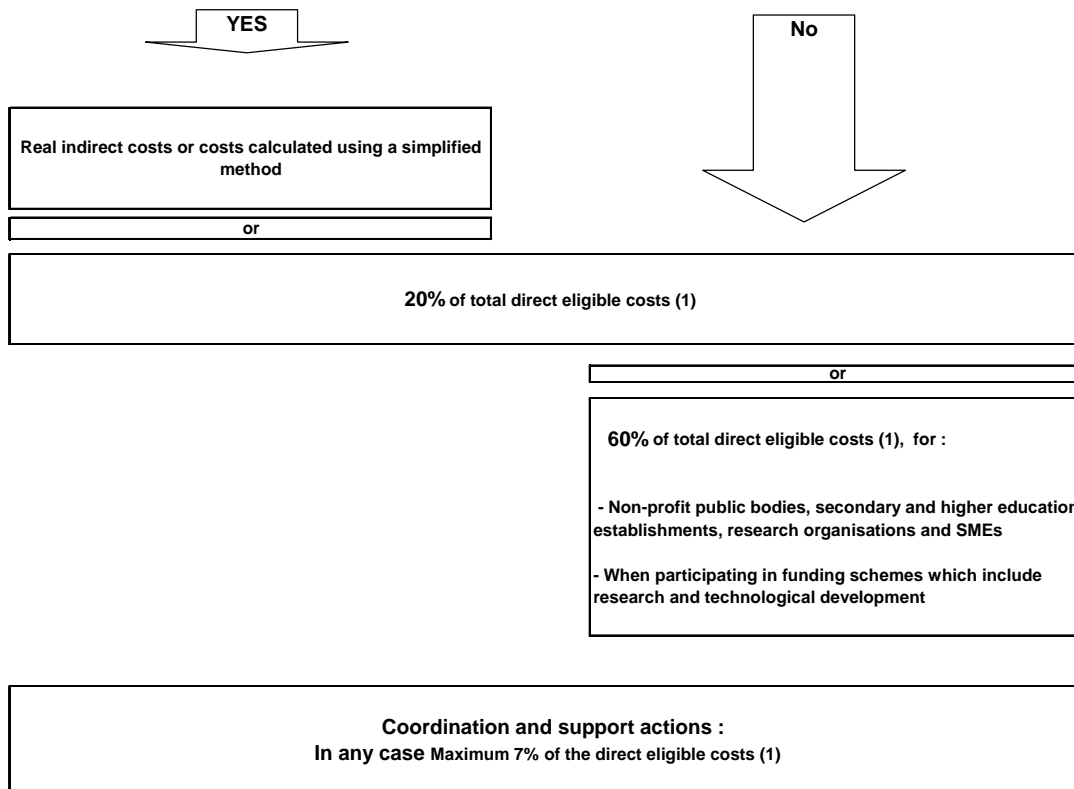 YES
No
Real indirect costs or costs calculated using a simplified
method
or
20% of total direct eligible costs (1)
or
60% of total direct eligible costs (1), for :
- Non-profit public bodies, secondary and higher education
establishments, research organisations and SMEs
- When participating in funding schemes which include
research and technological development
Coordination and support actions :
In any case Maximum 7% of the direct eligible costs (1)